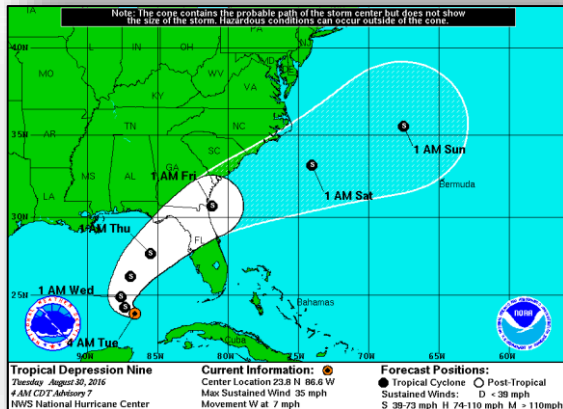 Note: The cone contains the probable path of the storm center but does not show
the size of the storm. Hazardous conditions can occur outside of the cone.
40N
35N
30N
25N
95W
90W
85W
80W
75W
70W
65W
60W
MO
IL
IN
OH
PA
NJ
MD
DE
WV
VA
KY
TN
NC
AR
SC
MS
AL
GA
LA
FL
1 AM Sun
1 AM Sat
1 AM Fri
1 AM Thu
1 AM Wed
4 AM Tue
S
S
S
S
S
S
S
Bermuda
Bahamas
Cuba
NOAA
Tropical Depression Nine
Tuesday August 30, 2016
4 AM CDT Advisory 7
NWS National Hurricane Center
Current Information:
Center Location 23.8 N 86.6 W
Max Sustained Wind 35 mph
Movement W at 7 mph
Forecast Positions:
Tropical Cyclone Post-Tropical
Sustained Winds: D < 39 mph
S 39-73 mph H 74-110 mph M > 110mph